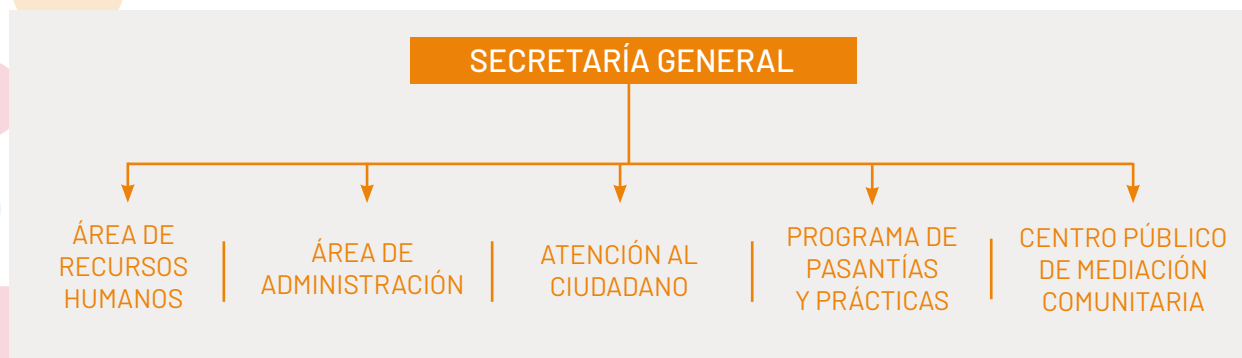 SECRETARÍA GENERAL
ÁREA DE
RECURSOS
HUMANOS
ÁREA DE
ADMINISTRACIÓN
ATENCIÓN AL
CIUDADANO
PROGRAMA DE
PASANTÍAS
Y PRÁCTICAS
CENTRO PÚBLICO
DE MEDIACIÓN
COMUNITARIA